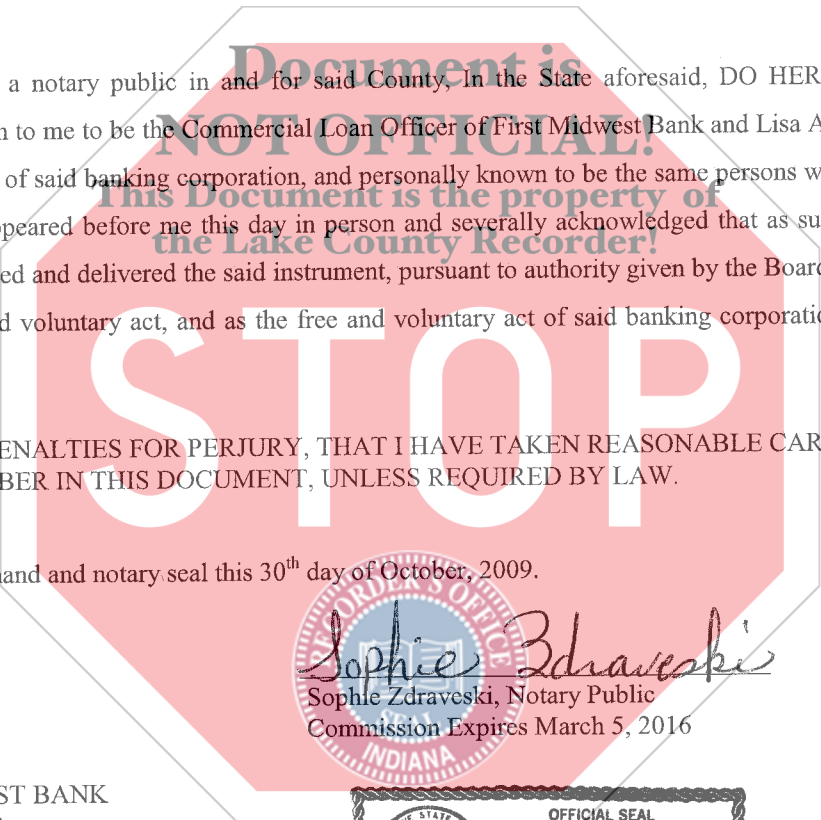 Document is
a notary public in and for said County, In the State aforesaid, DO HER
n to me to be the Commercial Loan Officer of First Midwest Bank and Lisa A
NOT OFFICIAL!
of said banking corporation, and personally known to be the same persons w
This Document is the property of
ppeared before me this day in person and severally acknowledged that as su
the Lake County Recorder!
ed and delivered the said instrument, pursuant to authority given by the Board
d voluntary act, and as the free and voluntary act of said banking corporatio
STOP
ENALTIES FOR PERJURY, THAT I HAVE TAKEN REASONABLE CAR
BER IN THIS DOCUMENT, UNLESS REQUIRED BY LAW.
hand and notary seal this 30th day of October, 2009.
RECORDER'S OFFICE
Sophie Zdraveski
Sophie Zdraveski, Notary Public
SEAL
Commission Expires March 5, 2016
INDIANA
ST BANK
OFFICIAL SEAL
STATE